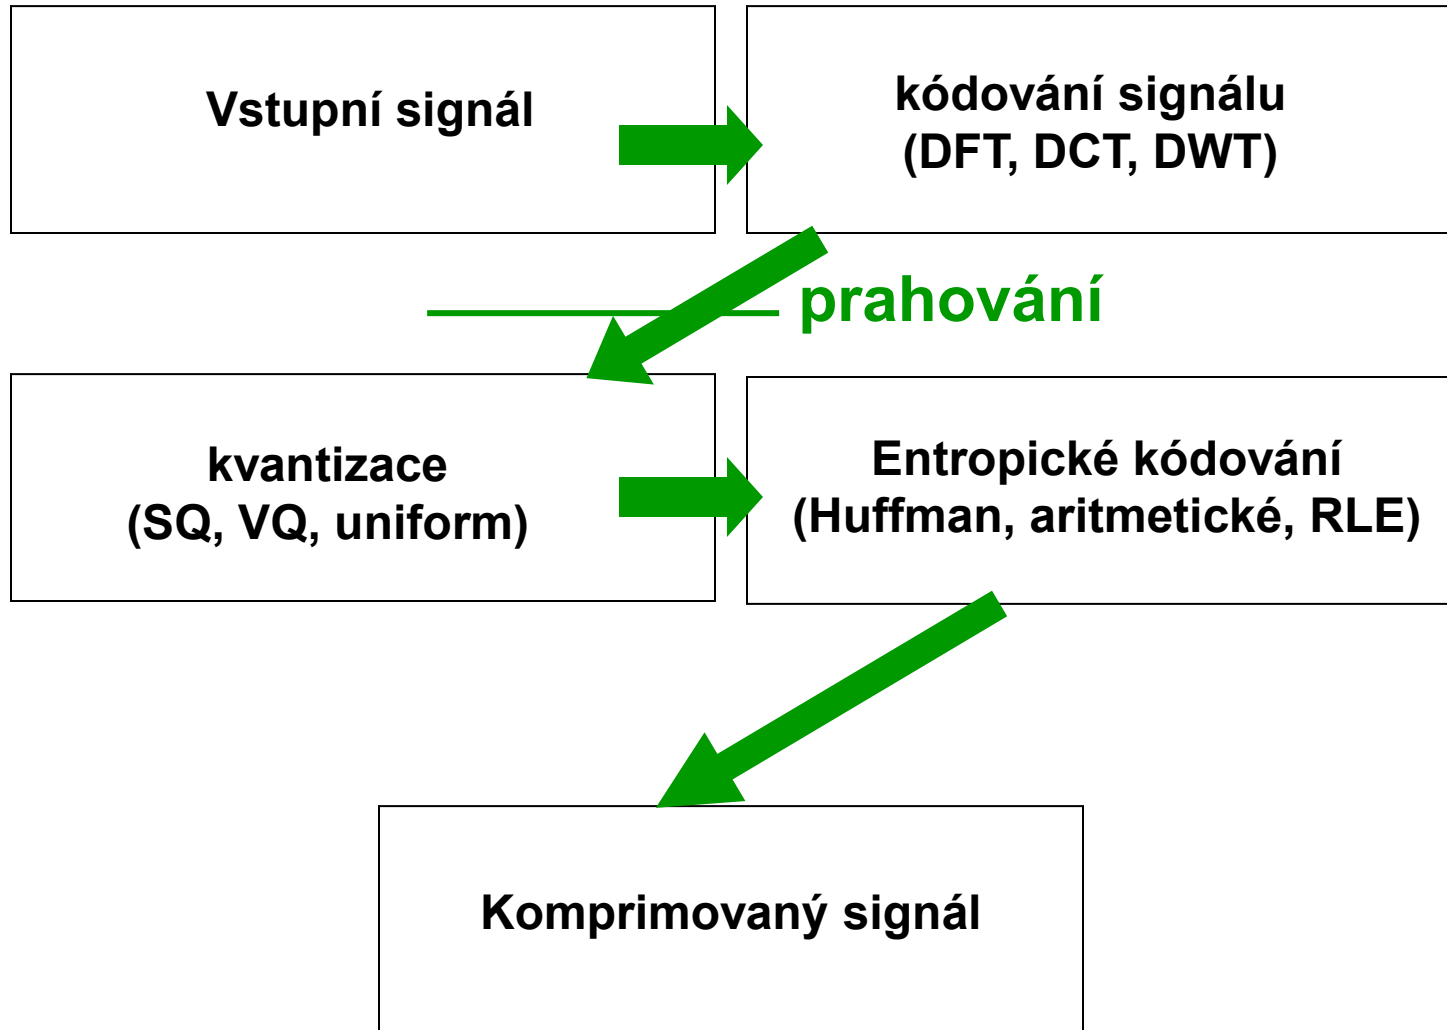 Vstupní signál
kódování signálu
(DFT, DCT, DWT)
prahování
kvantizace
(SQ, VQ, uniform)
Entropické kódování
(Huffman, aritmetické, RLE)
Komprimovaný signál